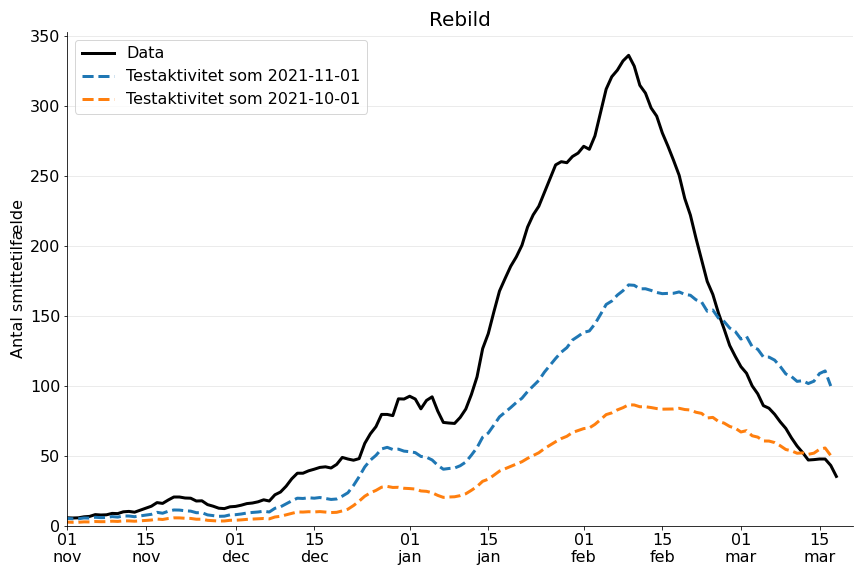 Rebild
Data
Testaktivitet som 2021-11-01
Testaktivitet som 2021-10-01
Antal smittetilfælde
350
300
250
200
150
100
50
0
01 15 01 15 01 15 01 15 01 15
nov nov dec dec jan jan feb feb mar mar